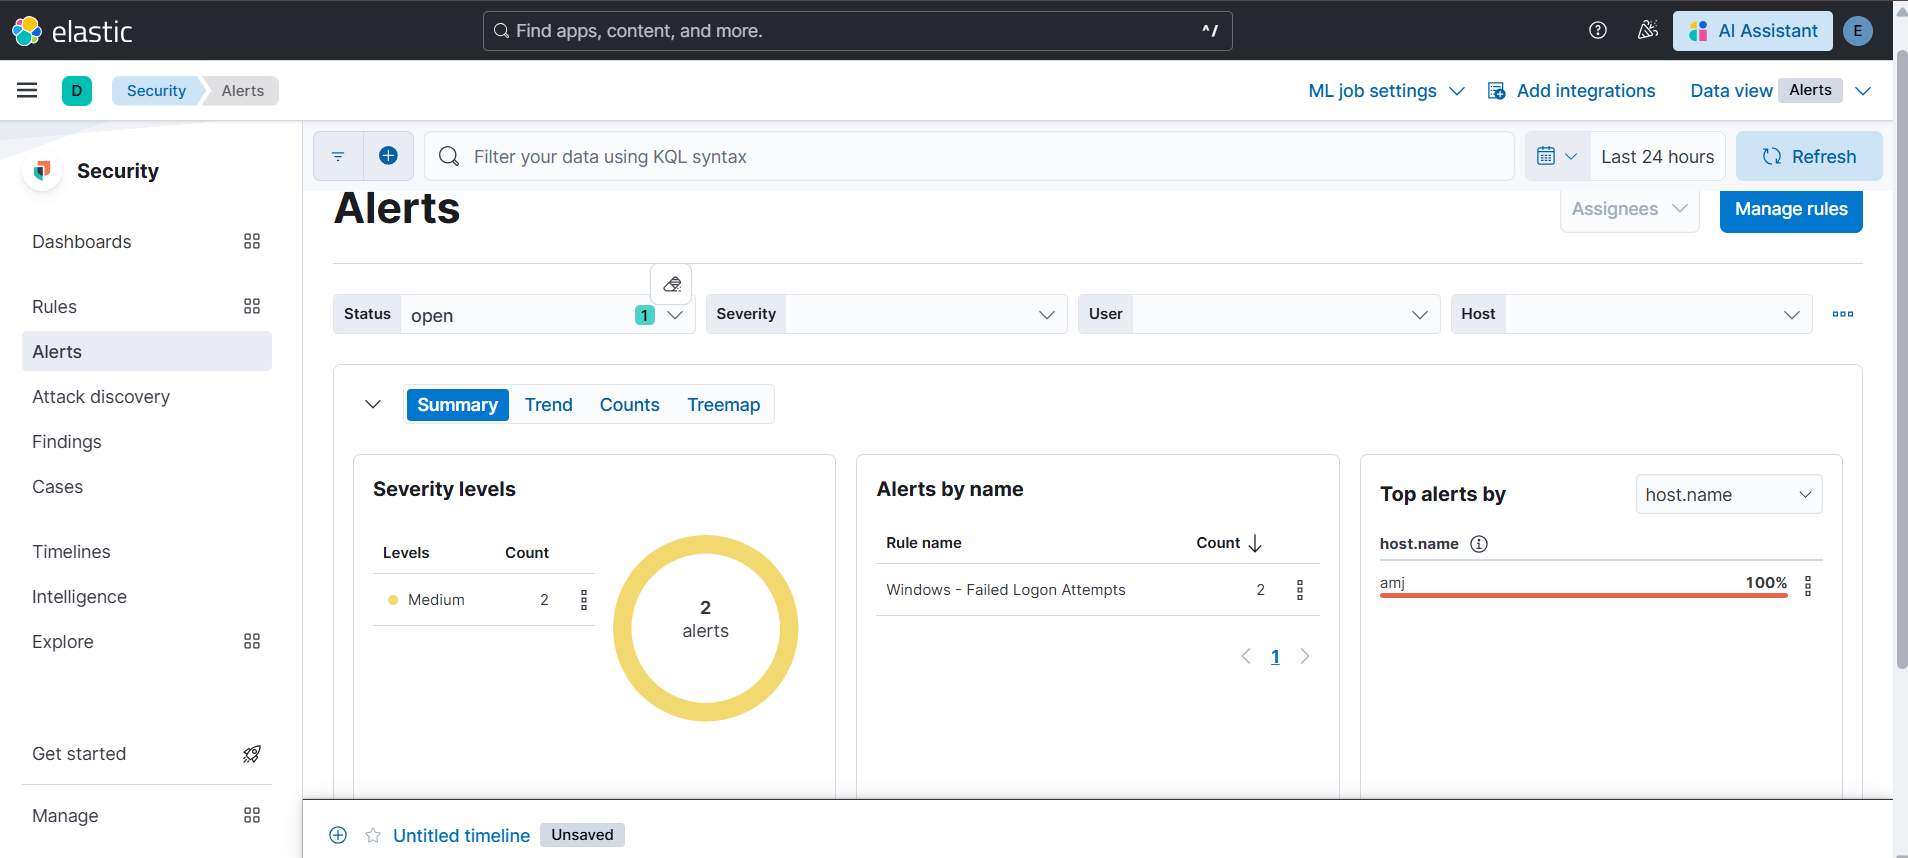 elastic
Find apps, content, and more.
^/
AI Assistant
E
D
Security
Alerts
ML job settings
Add integrations
Data view
Alerts
Security
Filter your data using KQL syntax
Last 24 hours
Refresh
Alerts
Assignees
Manage rules
Dashboards
Rules
Alerts
Attack discovery
Findings
Cases
Timelines
Intelligence
Explore
Get started
Manage
Status
open
1
Severity
User
Host
Summary
Trend
Counts
Treemap
Severity levels
Levels
Count
Medium
2
2
alerts
Alerts by name
Rule name
Count
Windows - Failed Logon Attempts
2
1
Top alerts by
host.name
host.name
amj
100%
Untitled timeline
Unsaved